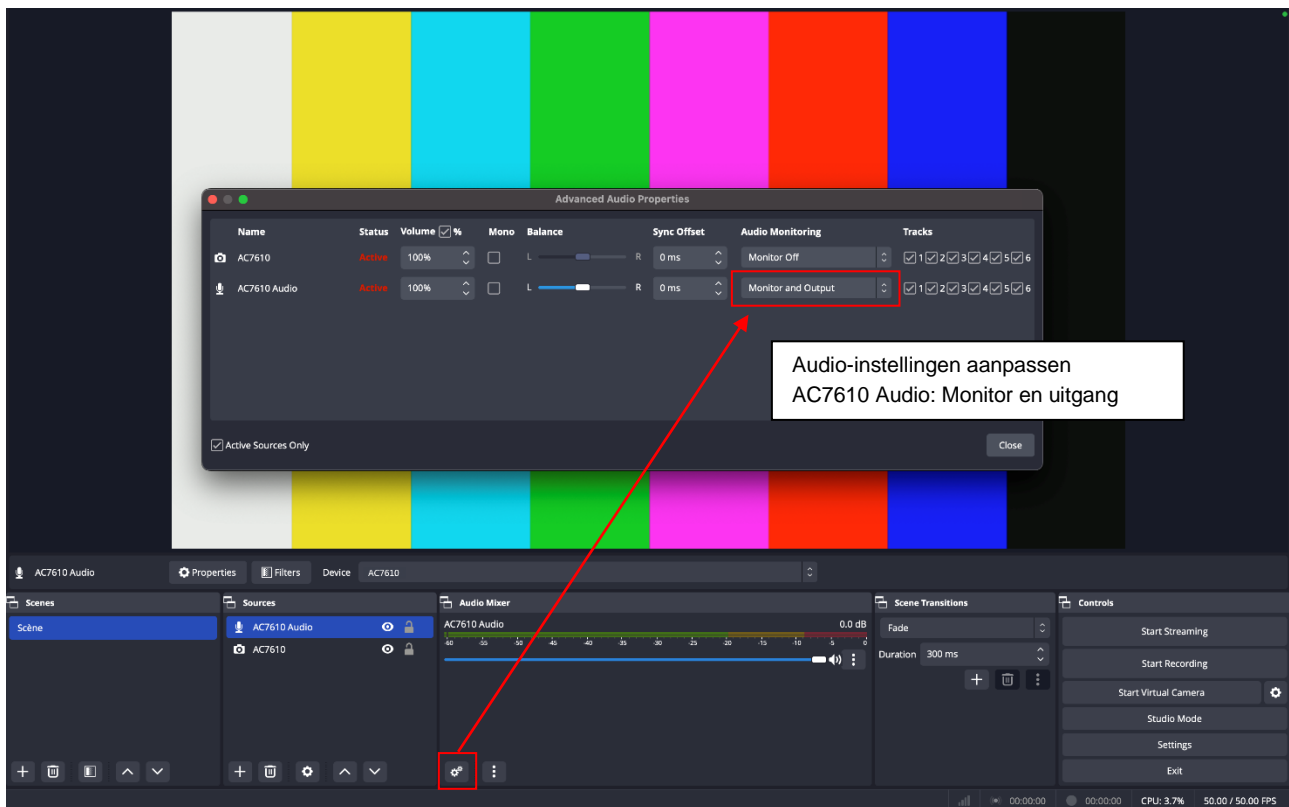 Advanced Audio Properties
Name Status Volume % Mono Balance Sync Offset Audio Monitoring Tracks
AC7610 Active 100% L R 0 ms Monitor Off 1 2 3 4 5 6
AC7610 Audio Active 100% L R 0 ms Monitor and Output 1 2 3 4 5 6
Audio-instellingen aanpassen
AC7610 Audio: Monitor en uitgang
Active Sources Only Close
AC7610 Audio Properties Filters Device AC7610
Scenes Sources Audio Mixer Scene Transitions Controls
Scène AC7610 Audio AC7610 Audio 0.0 dB Fade Start Streaming
-60 -55 -50 -45 -40 -35 -30 -25 -20 -15 -10 -5 0
AC7610 Duration 300 ms Start Recording
Start Virtual Camera
Studio Mode
Settings
Exit
00:00:00 00:00:00 CPU: 3.7% 50.00 / 50.00 FPS